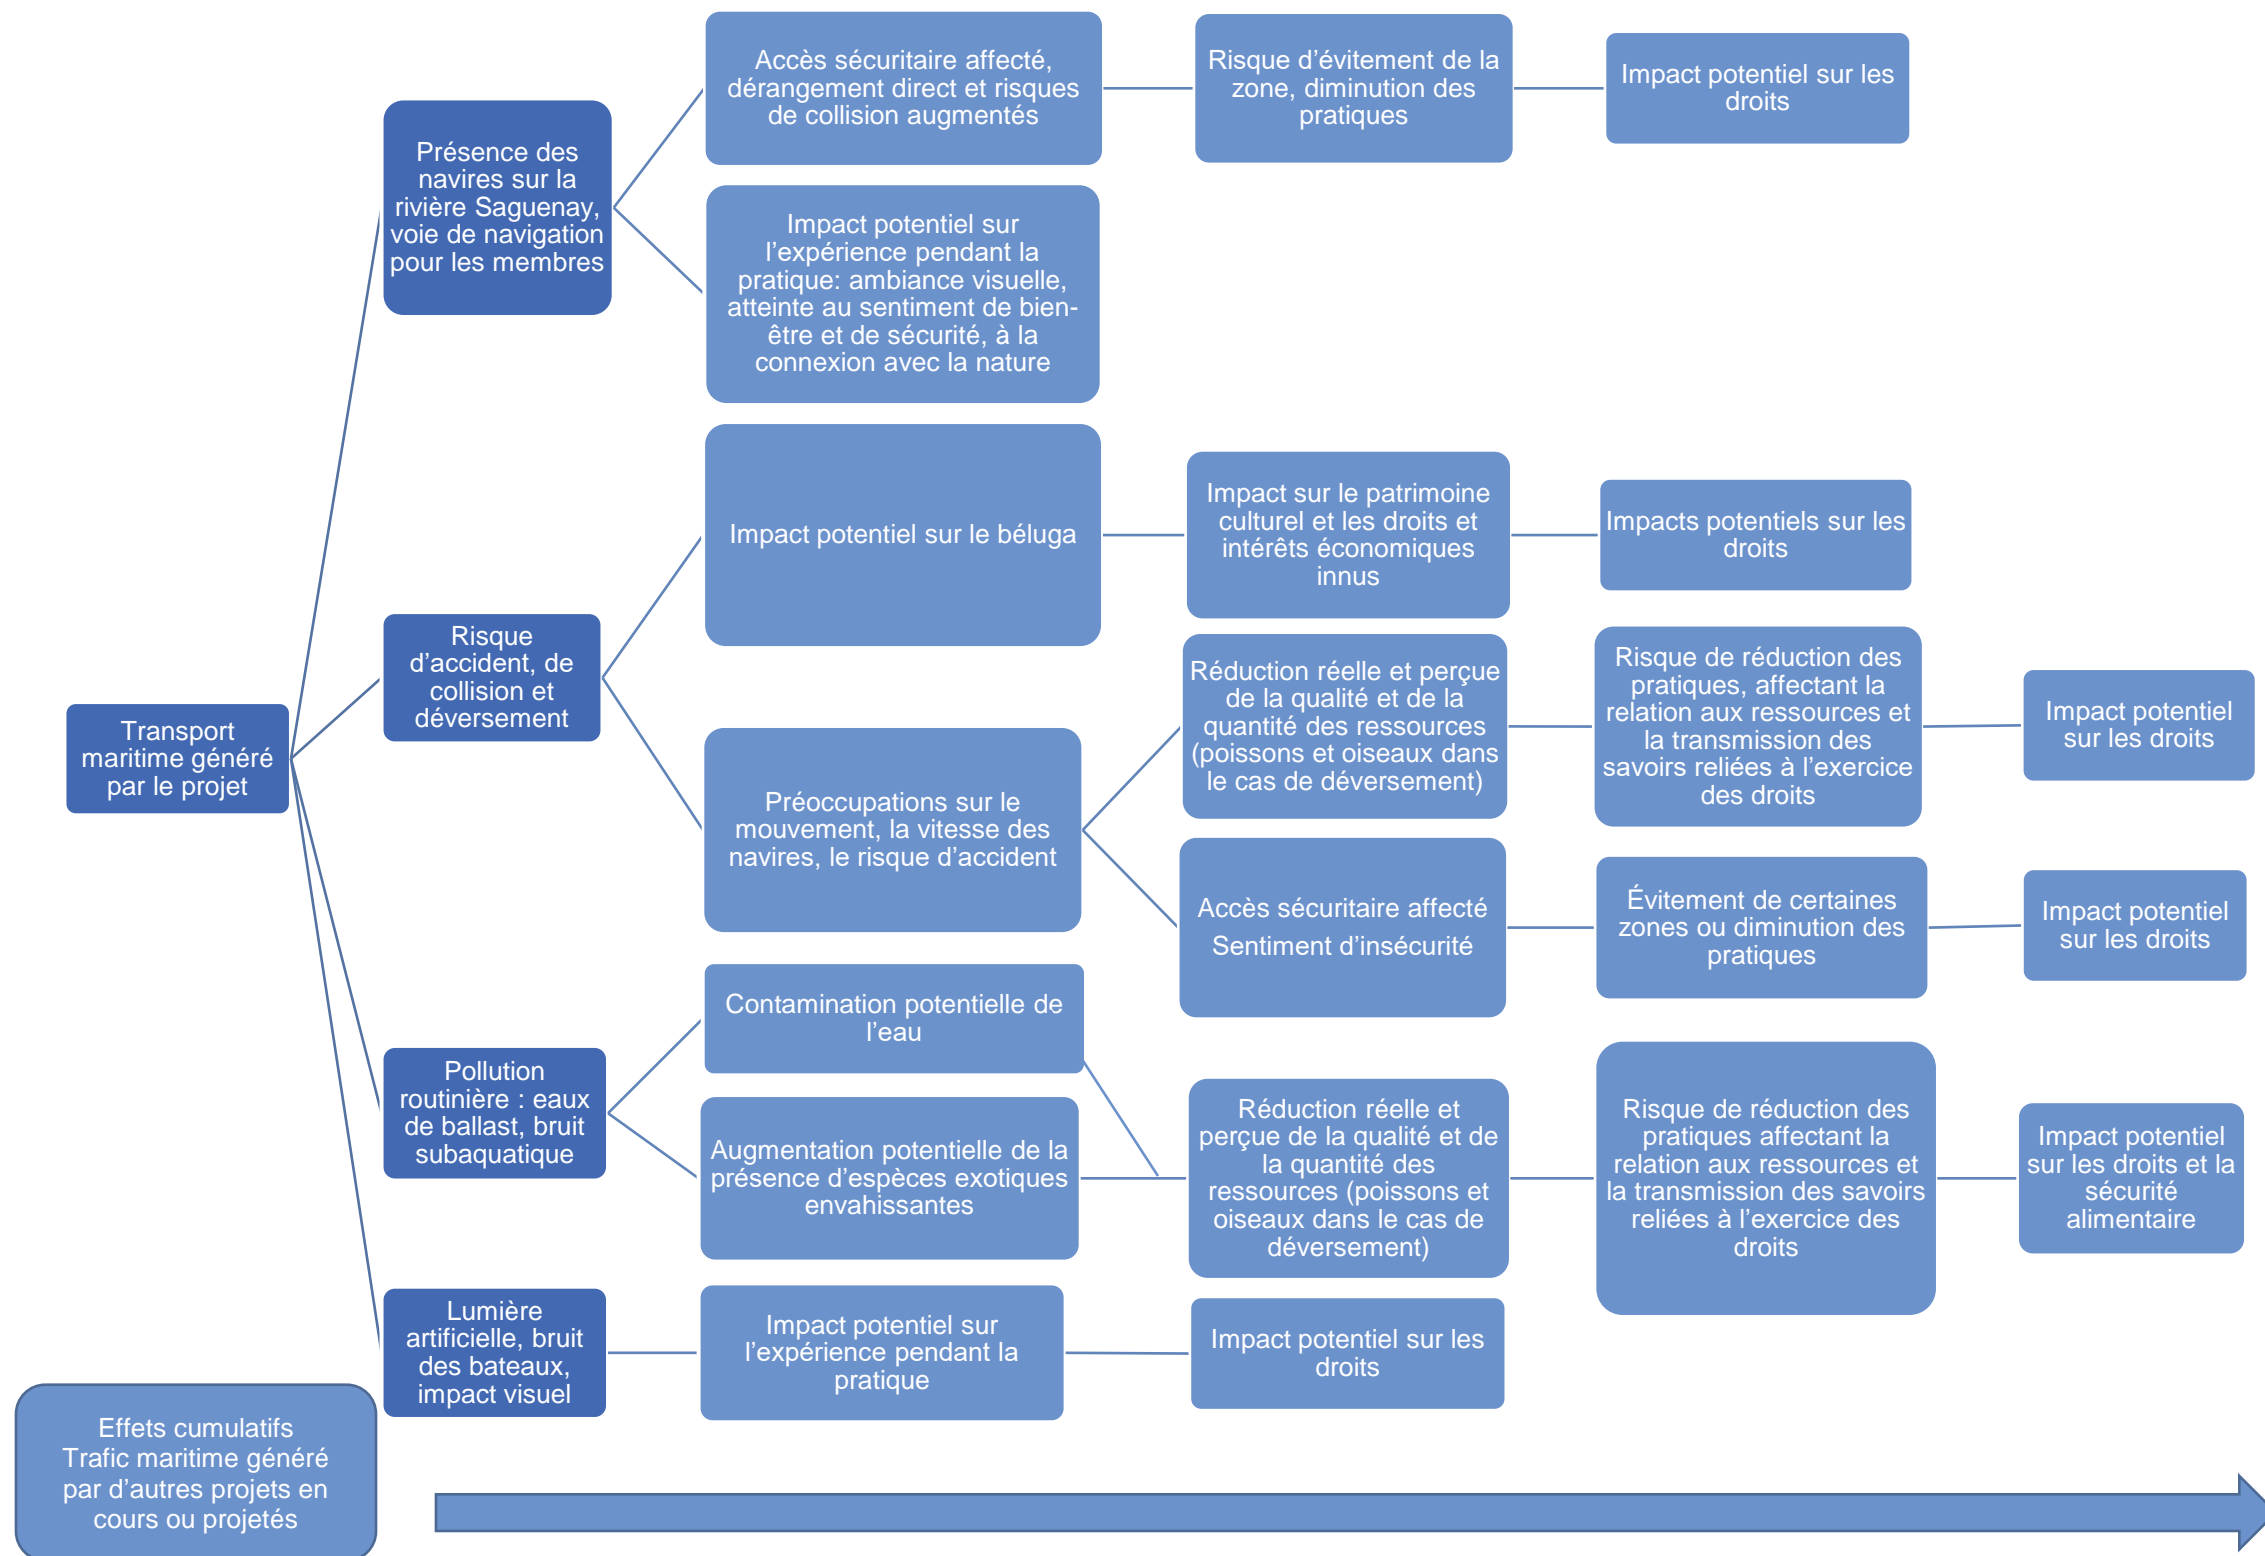 Transport
maritime généré
par le projet
Présence des
navires sur la
rivière Saguenay,
voie de navigation
pour les membres
Accès sécuritaire affecté,
dérangement direct et risques
de collision augmentés
Risque d’évitement de la
zone, diminution des
pratiques
Impact potentiel sur les
droits
Impact potentiel sur
l’expérience pendant la
pratique: ambiance visuelle,
atteinte au sentiment de bien-
être et de sécurité, à la
connexion avec la nature
Risque
d’accident, de
collision et
déversement
Impact potentiel sur le béluga
Impact sur le patrimoine
culturel et les droits et
intérêts économiques
innus
Impacts potentiels sur les
droits
Préoccupations sur le
mouvement, la vitesse des
navires, le risque d’accident
Réduction réelle et perçue
de la qualité et de la
quantité des ressources
(poissons et oiseaux dans
le cas de déversement)
Risque de réduction des
pratiques, affectant la
relation aux ressources et
la transmission des
savoirs reliées à l’exercice
des droits
Impact potentiel
sur les droits
Accès sécuritaire affecté
Sentiment d’insécurité
Évitement de certaines
zones ou diminution des
pratiques
Impact potentiel
sur les droits
Pollution
routinière : eaux
de ballast, bruit
subaquatique
Contamination potentielle de
l’eau
Augmentation potentielle de la
présence d’espèces exotiques
envahissantes
Réduction réelle et
perçue de la qualité et de
la quantité des
ressources (poissons et
oiseaux dans le cas de
déversement)
Risque de réduction des
pratiques affectant la
relation aux ressources et
la transmission des savoirs
reliées à l’exercice des
droits
Impact potentiel
sur les droits et la
sécurité
alimentaire
Lumière
artificielle, bruit
des bateaux,
impact visuel
Impact potentiel sur
l’expérience pendant la
pratique
Impact potentiel sur les
droits
Effets cumulatifs
Trafic maritime généré
par d’autres projets en
cours ou projetés